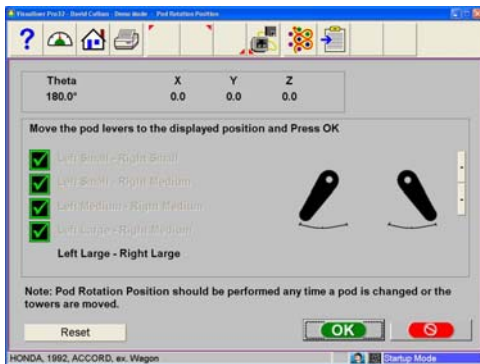 Visualiner Pro32 - David Collins - Demo Mode - Pod Rotation Position
Theta X Y Z
180.0° 0.0 0.0 0.0
Move the pod levers to the displayed position and Press OK
Left Small - Right Small
Left Small - Right Medium
Left Medium - Right Medium
Left Large - Right Medium
Left Large - Right Large
Note: Pod Rotation Position should be performed any time a pod is changed or the
towers are moved.
Reset
OK
HONDA, 1992, ACCORD, ex. Wagon
Startup Mode